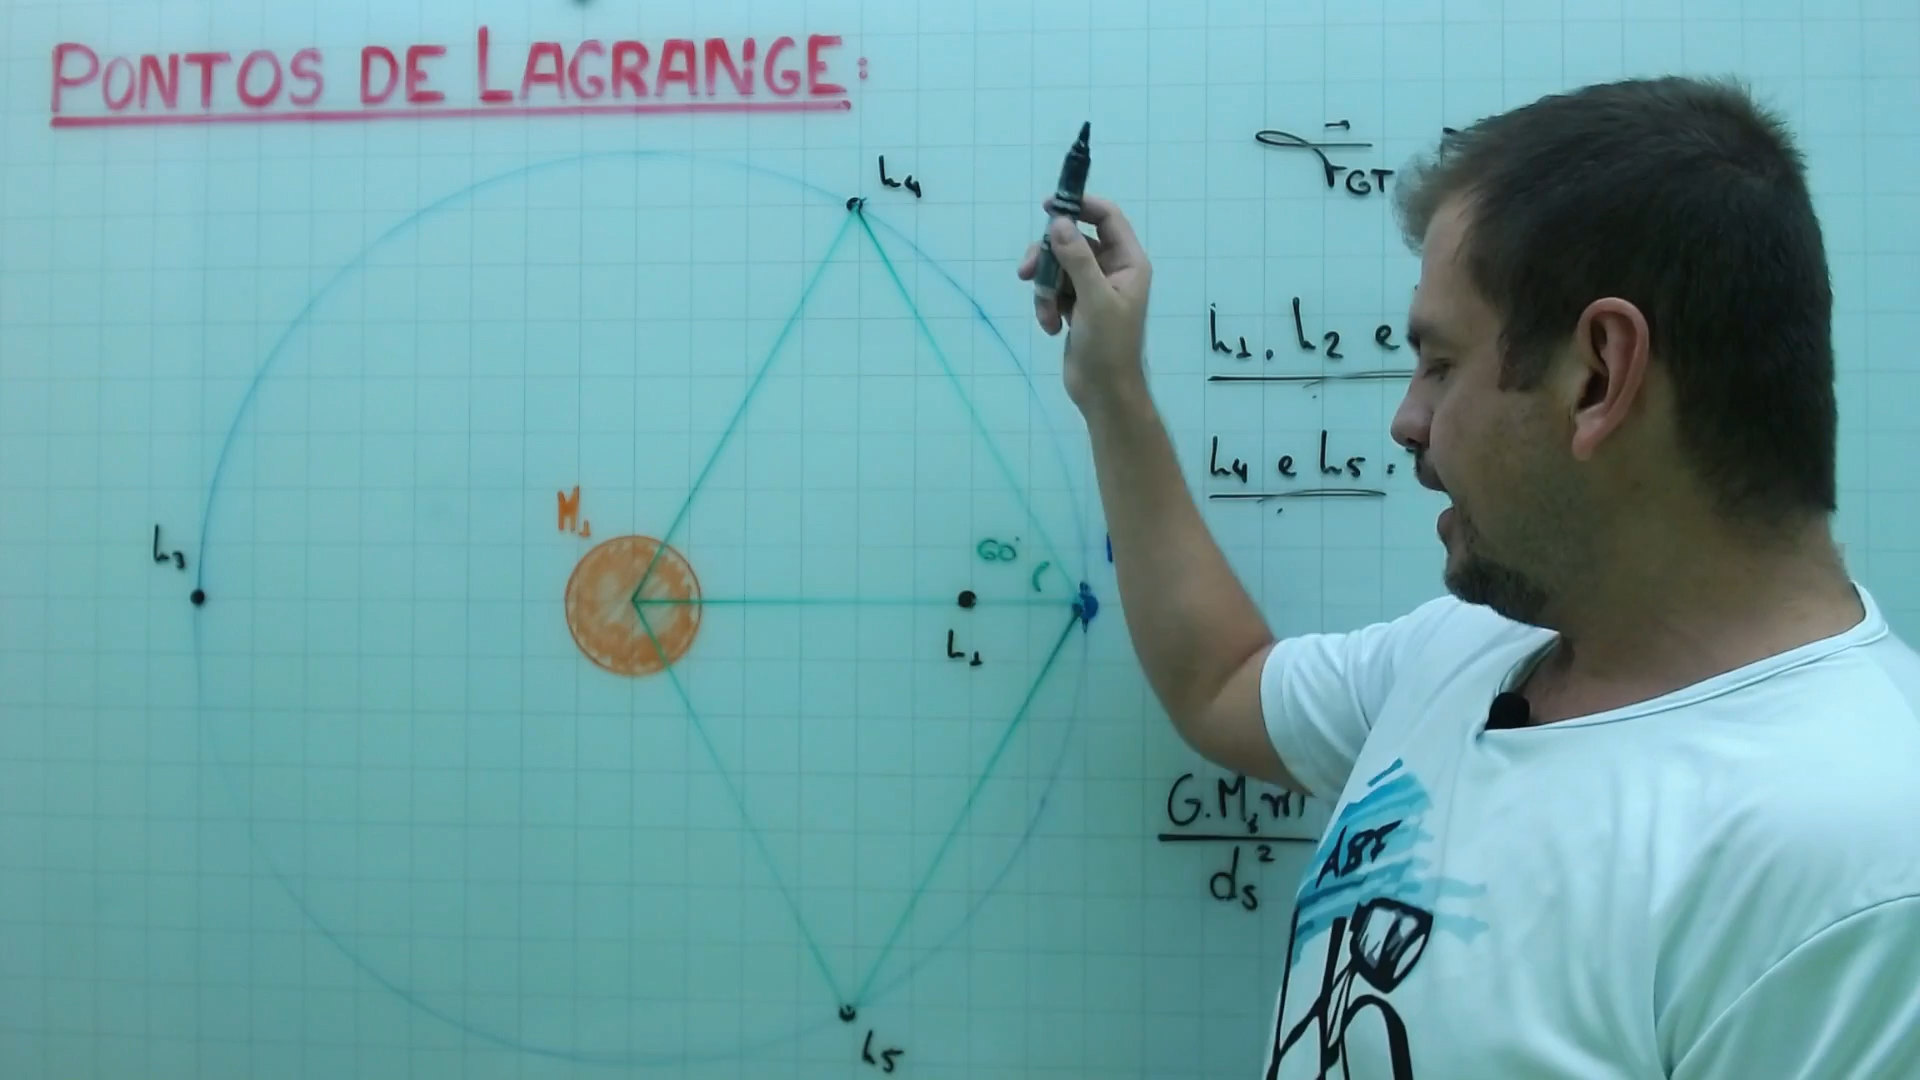 PONTOS DE LAGRANGE:
L4
FGT
L1, L2 e
L4 e L5:
M1
L3
60°
L1
G.M1m
ds²
ABF
L5